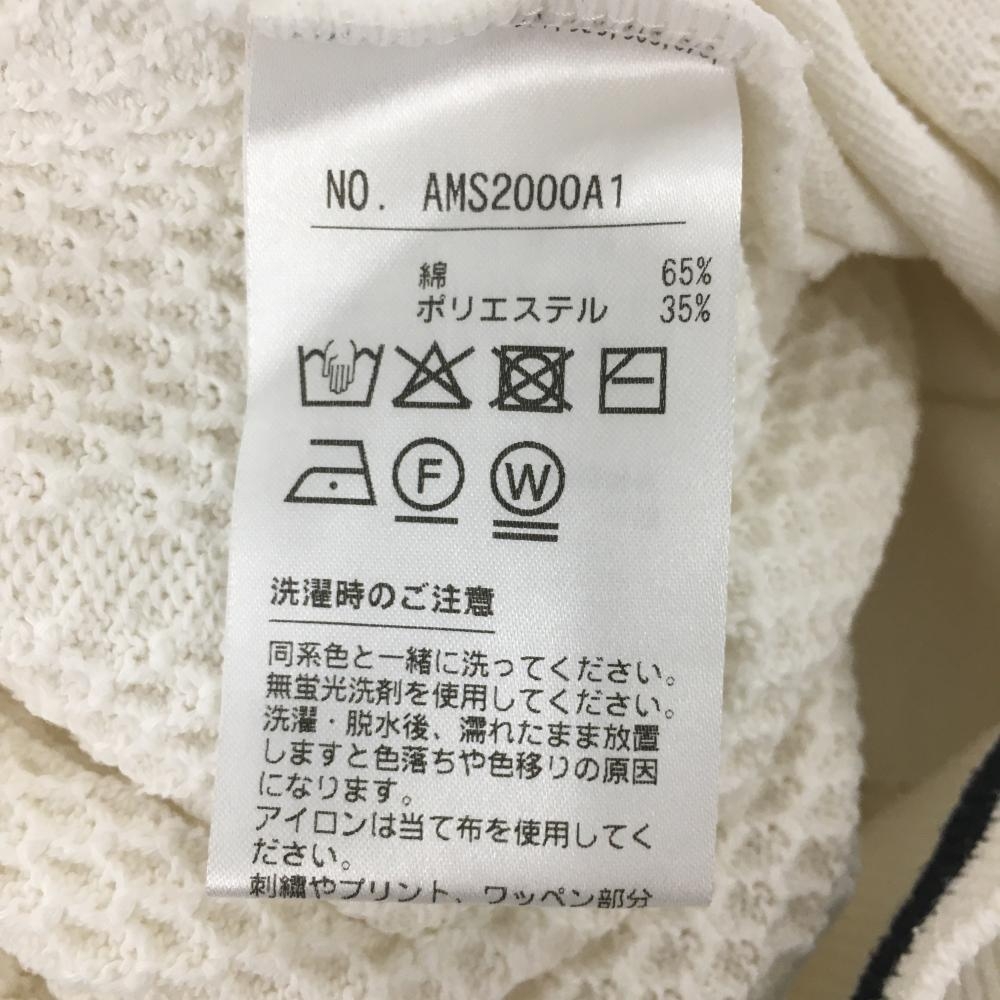 NO. AMS2000A1
綿 65%
ポリエステル 35%
F W
洗濯時のご注意
同系色と一緒に洗ってください。
無蛍光洗剤を使用してください。
洗濯・脱水後、濡れたまま放置
しますと色落ちや色移りの原因
になります。
アイロンは当て布を使用してく
ださい。
刺繍やプリント、ワッペン部分